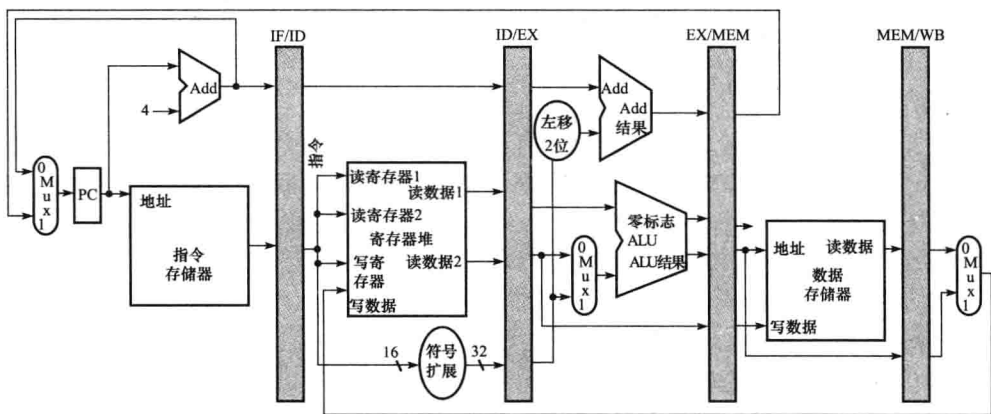 IF/ID
ID/EX
EX/MEM
MEM/WB
Add
4
Add
Add
结果
左移
2位
指令
0
M
u
x
1
PC
地址
指令
存储器
读寄存器1
读数据1
读寄存器2
寄存器堆
写寄
存器
读数据2
写数据
0
M
u
x
1
零标志
ALU
ALU结果
地址
读数据
数据
存储器
写数据
0
M
u
x
1
16
符号
扩展
32